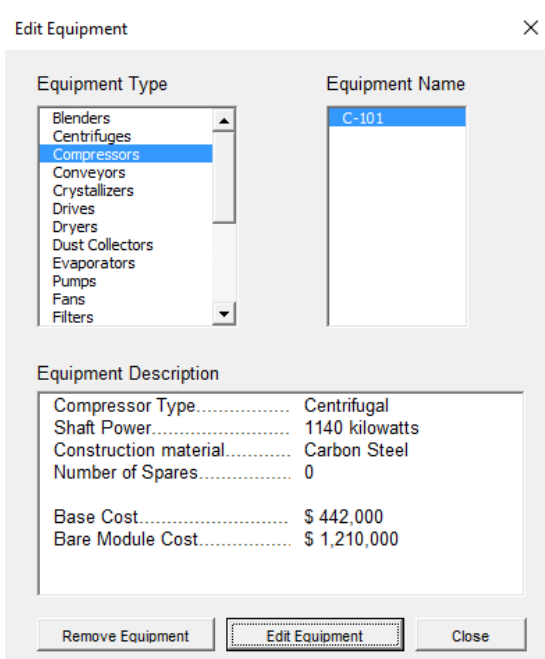 Edit Equipment
Equipment Type
Equipment Name
Blenders
Centrifuges
Compressors
Conveyors
Crystallizers
Drives
Dryers
Dust Collectors
Evaporators
Pumps
Fans
Filters
C-101
Equipment Description
Compressor Type................ Centrifugal
Shaft Power........................ 1140 kilowatts
Construction material........... Carbon Steel
Number of Spares................ 0
Base Cost.......................... $ 442,000
Bare Module Cost................ $ 1,210,000
Remove Equipment
Edit Equipment
Close